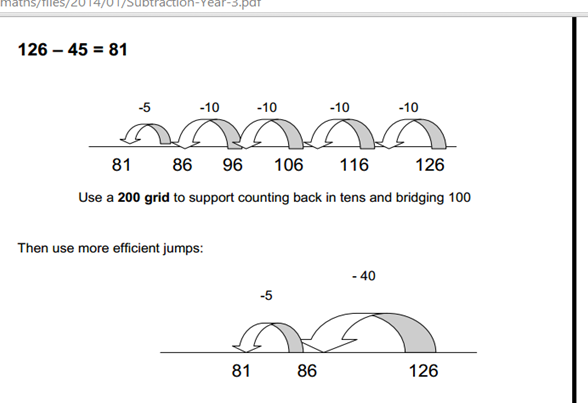 maths/files/2014/01/Subtraction-Year-3.pdf
126 – 45 = 81
-5 -10 -10 -10 -10
81 86 96 106 116 126
Use a 200 grid to support counting back in tens and bridging 100
Then use more efficient jumps:
- 40
-5
81 86 126